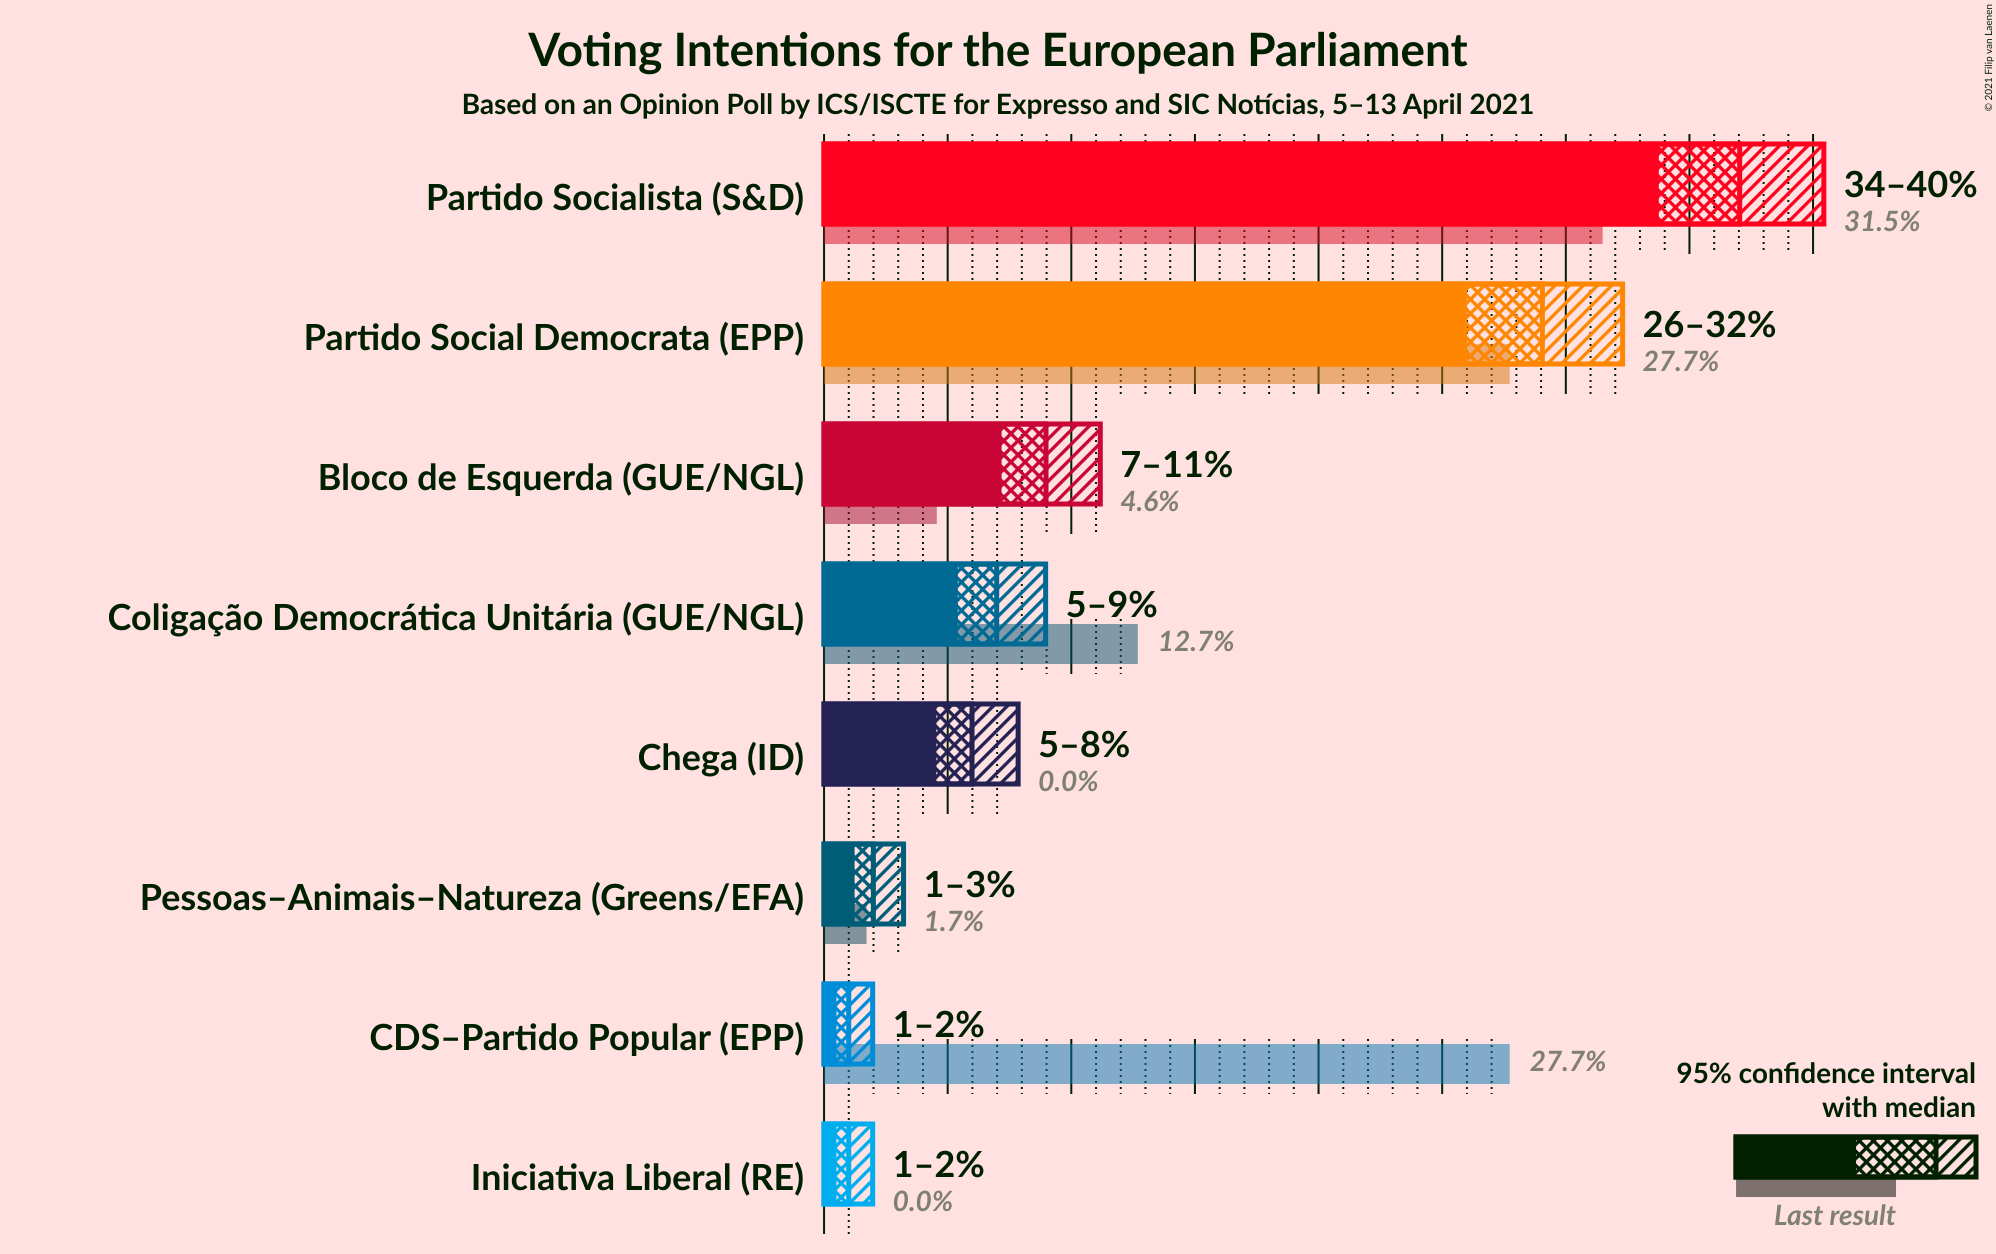 Voting Intentions for the European Parliament
Based on an Opinion Poll by ICS/ISCTE for Expresso and SIC Notícias, 5–13 April 2021
© 2021 Filip van Laenen
Partido Socialista (S&D)
34–40%
31.5%
Partido Social Democrata (EPP)
26–32%
27.7%
Bloco de Esquerda (GUE/NGL)
7–11%
4.6%
Coligação Democrática Unitária (GUE/NGL)
5–9%
12.7%
Chega (ID)
5–8%
0.0%
Pessoas–Animais–Natureza (Greens/EFA)
1–3%
1.7%
CDS–Partido Popular (EPP)
1–2%
27.7%
Iniciativa Liberal (RE)
1–2%
0.0%
95% confidence interval
with median
Last result